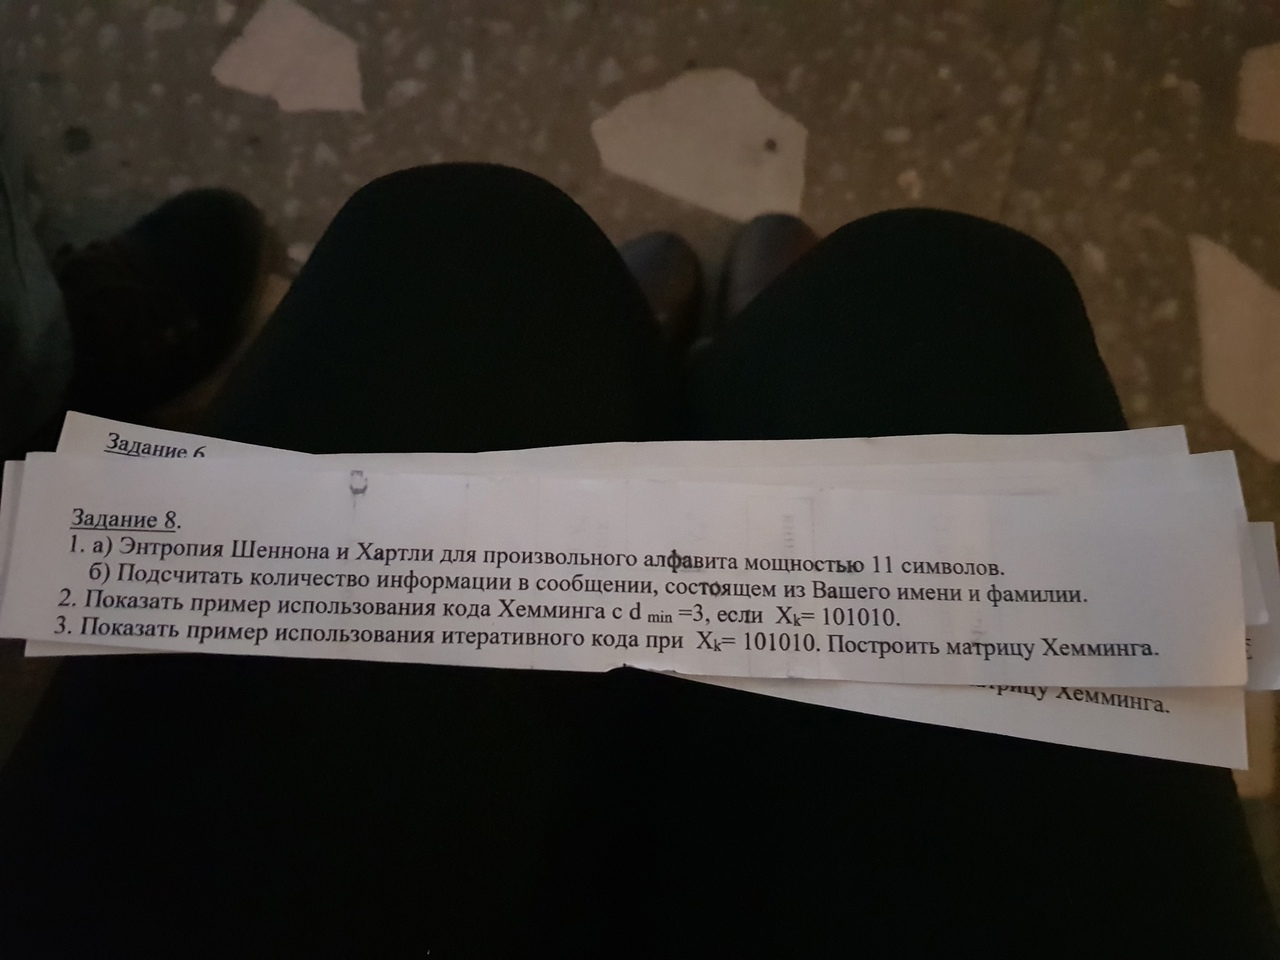 Задание 6
Задание 8.
1. а) Энтропия Шеннона и Хартли для произвольного алфавита мощностью 11 символов.
б) Подсчитать количество информации в сообщении, состоящем из Вашего имени и фамилии.
2. Показать пример использования кода Хемминга с d min =3, если Xk= 101010.
3. Показать пример использования итеративного кода при Xk= 101010. Построить матрицу Хемминга.
матрицу Хемминга.